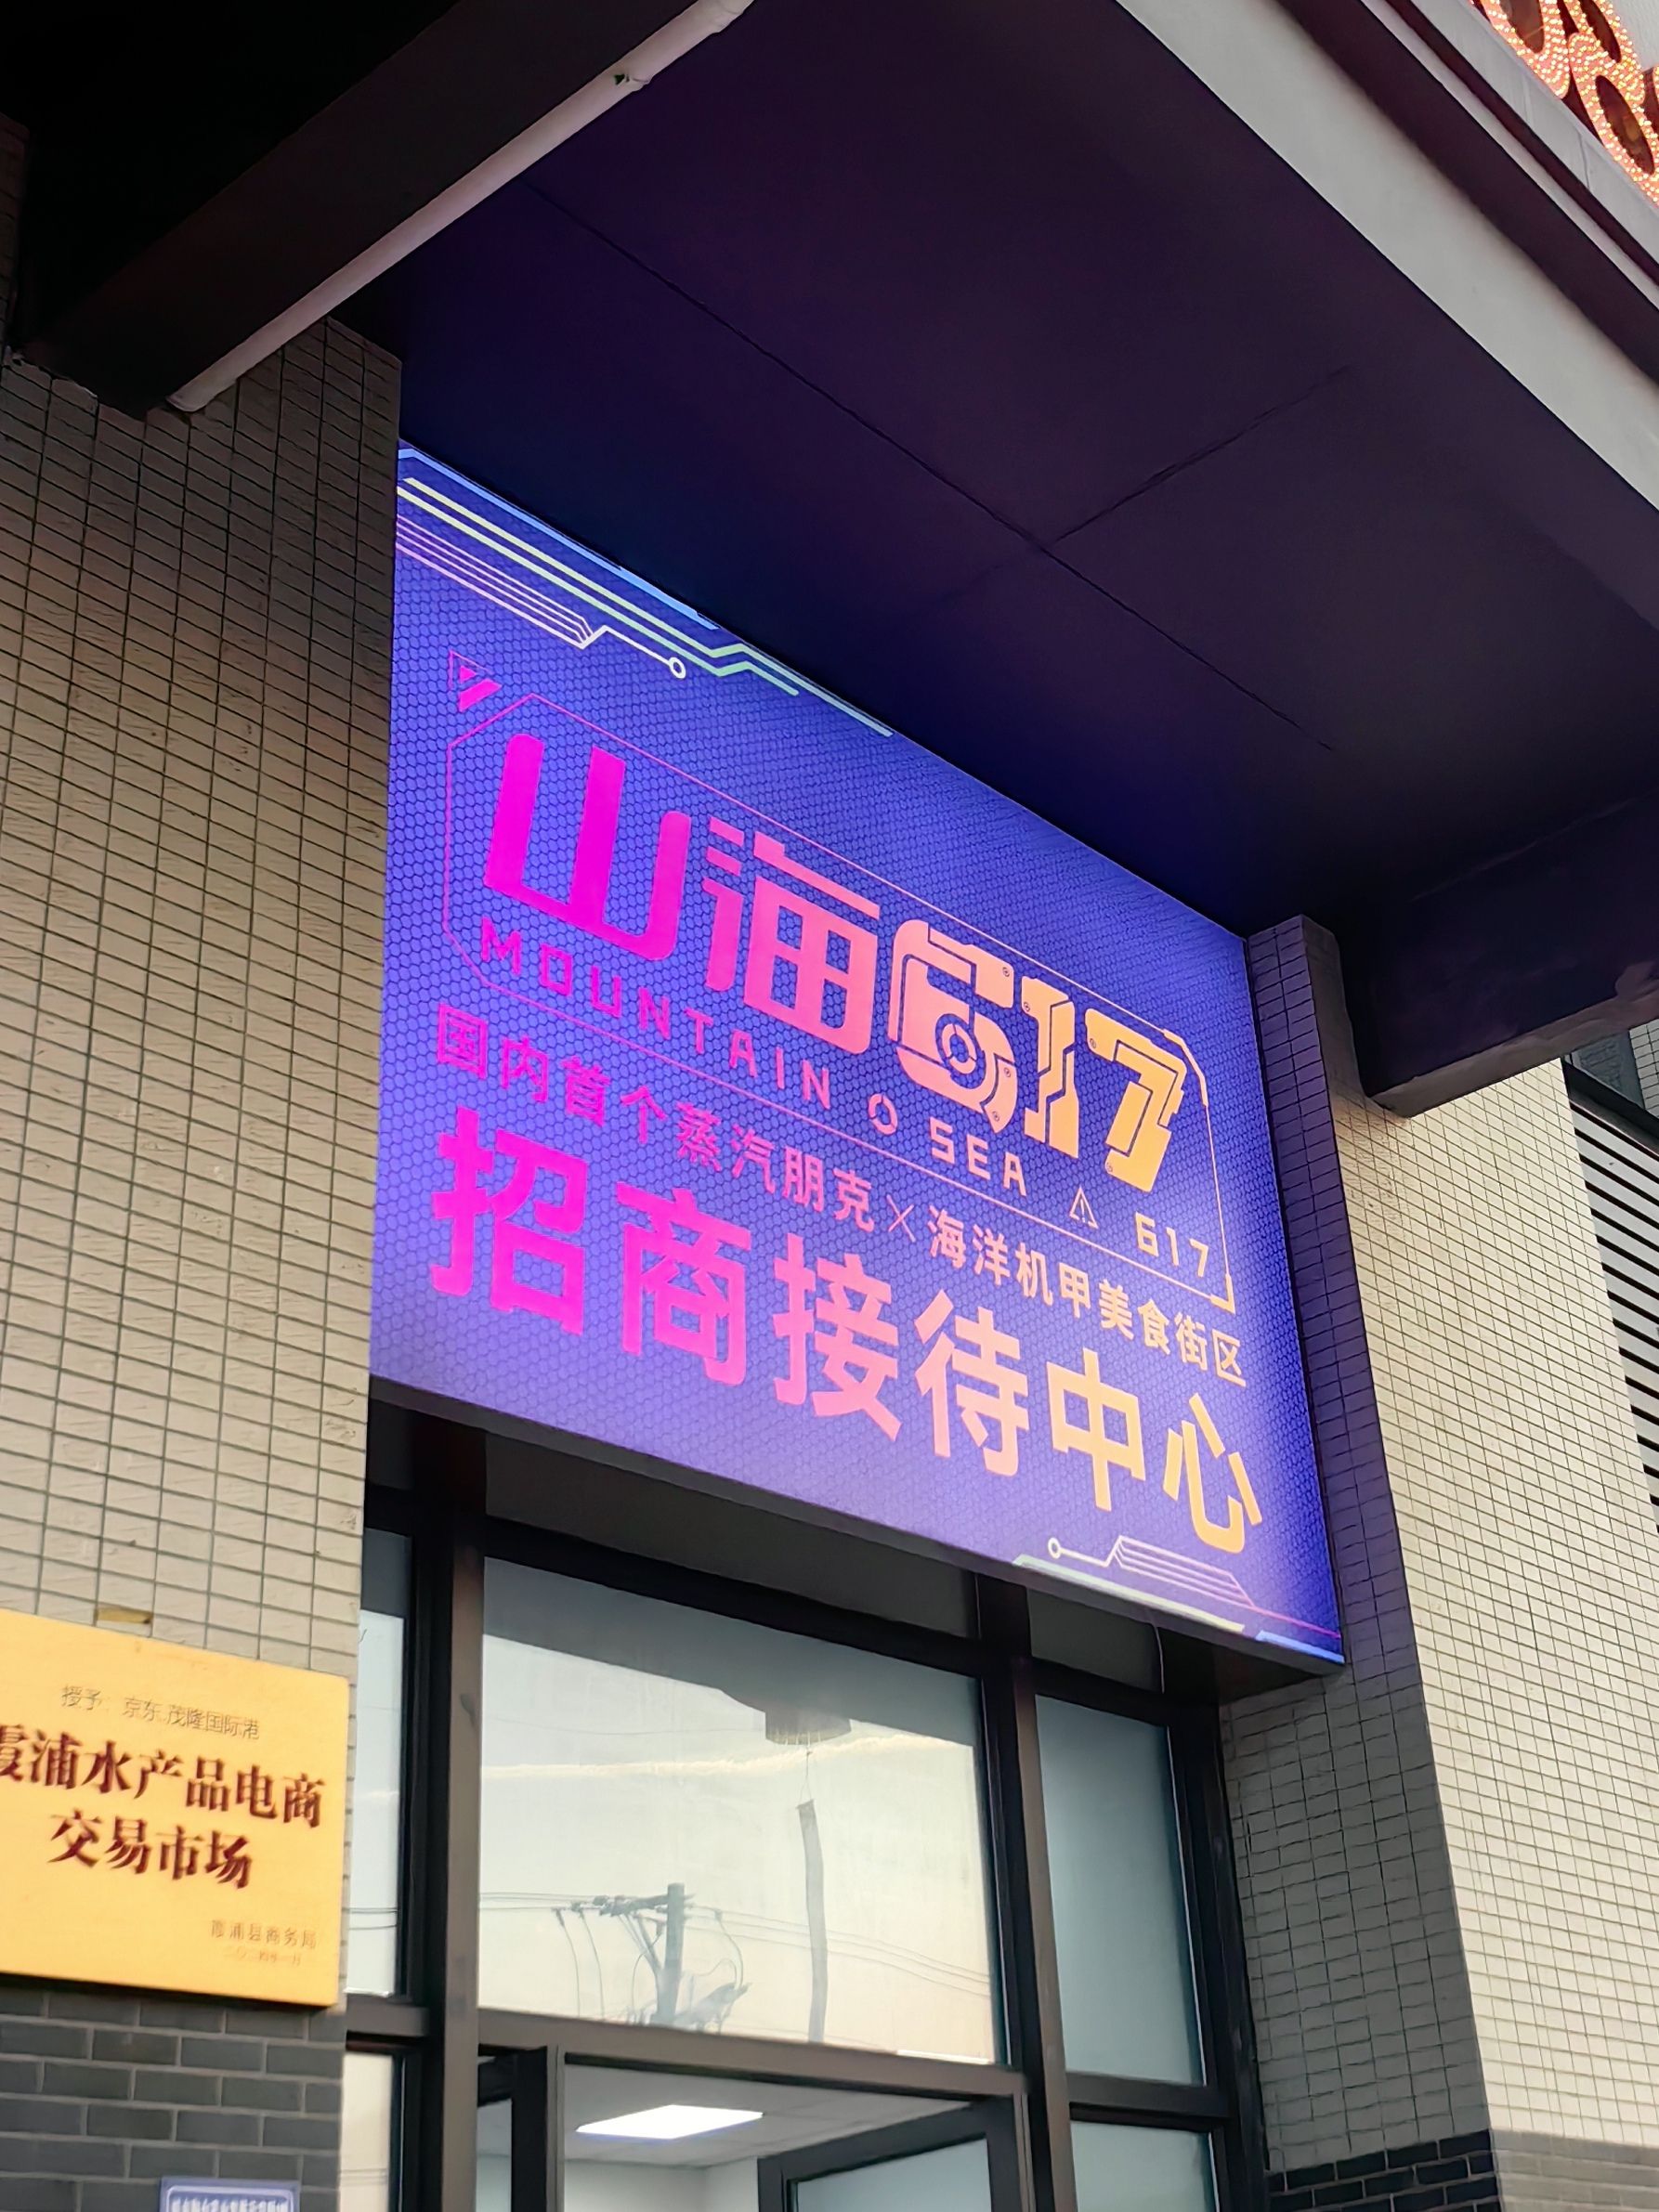 山海617
MOUNTAIN SEA 617
国内首个蒸汽朋克×海洋机甲美食街区
招商接待中心
授予：京东茂隆国际港
霞浦水产品电商
交易市场
霞浦县商务局